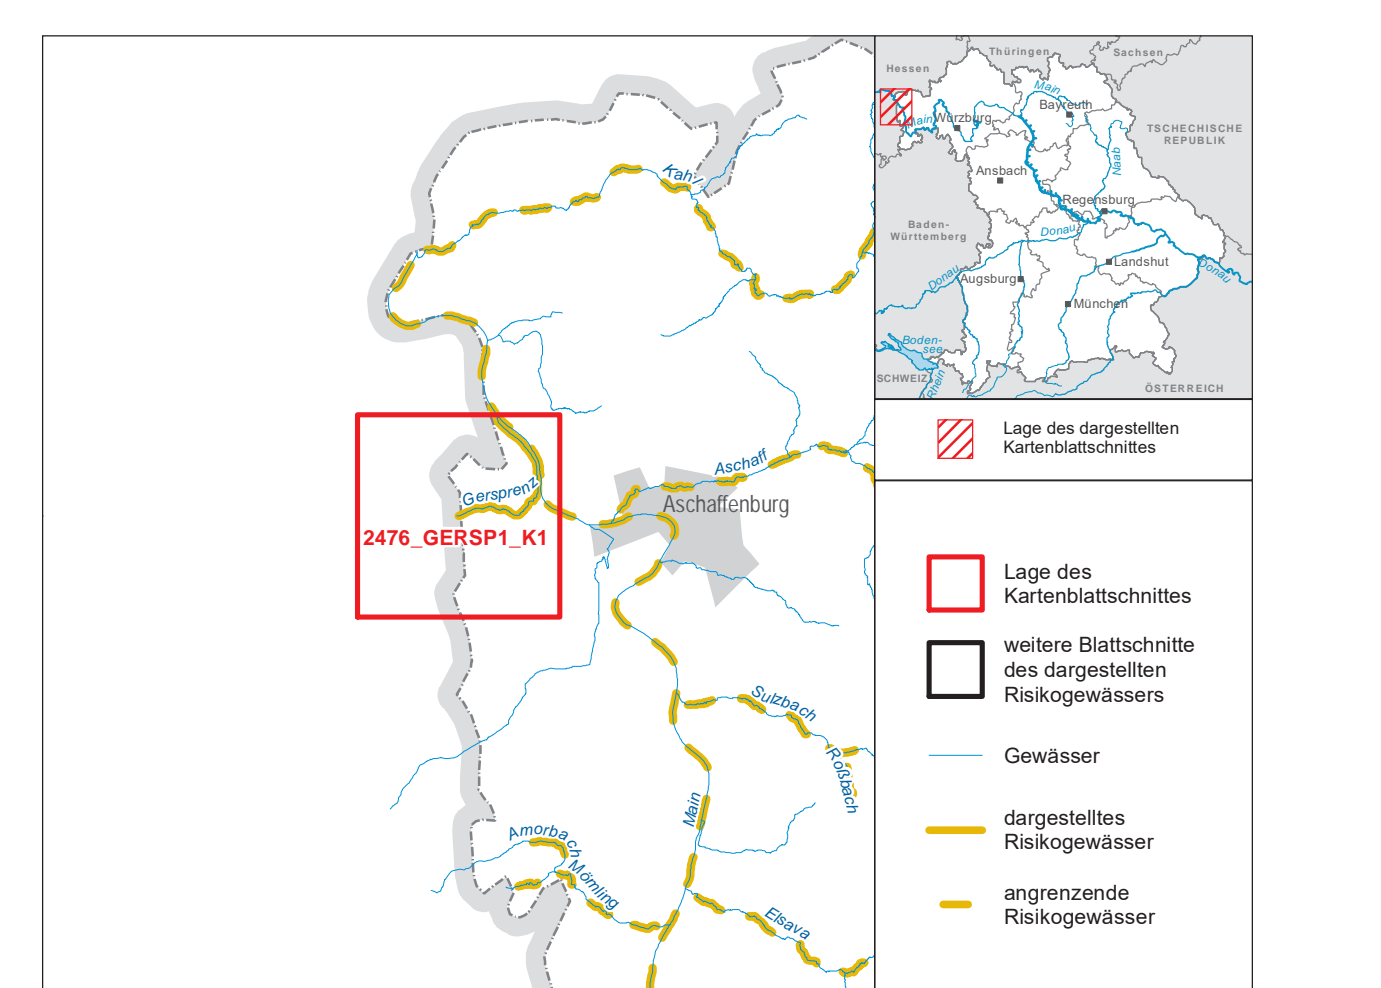 Kahl
Aschaff
Aschaffenburg
Gersprenz
2476_GERSP1_K1
Sulzbach
Roßbach
Main
Amorbach
Mömling
Elsava
Thüringen
Sachsen
Hessen
Main
Bayreuth
Main
Würzburg
TSCHECHISCHE
REPUBLIK
Naab
Ansbach
Regensburg
Baden-
Württemberg
Donau
Landshut
Donau
Donau
Augsburg
München
Boden-
see
SCHWEIZ
Rhein
ÖSTERREICH
Lage des dargestellten
Kartenblattschnittes
Lage des
Kartenblattschnittes
weitere Blattschnitte
des dargestellten
Risikogewässers
Gewässer
dargestelltes
Risikogewässer
angrenzende
Risikogewässer